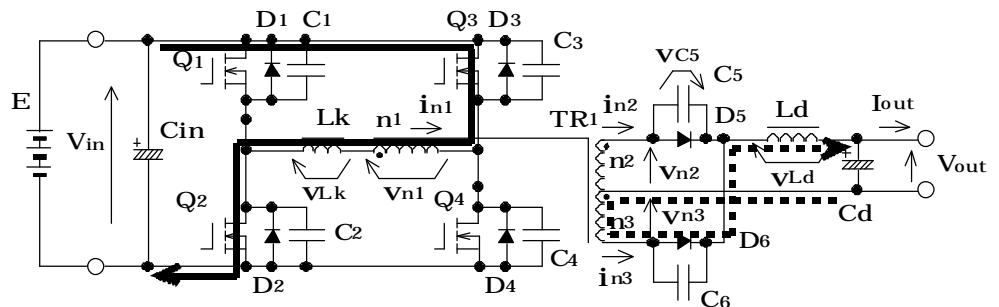 D1 C1 Q3 D3
Q1 C3 VC5 C5
E in1 in2 D5
Lk n1 TR1 Ld Iout
Vin Cin
+ n2 + Vout
vLk vn1 vn2 vLd
Q2 Q4 vn3 Cd
C2 n3 D6
C4 in3
D2 D4 C6